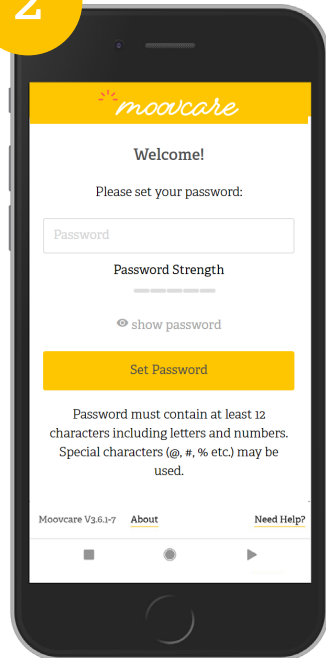 2
moovcare
Welcome!
Please set your password:
Password
Password Strength
show password
Set Password
Password must contain at least 12
characters including letters and numbers.
Special characters (@, #, % etc.) may be
used.
Moovcare V3.6.1-7 About Need Help?